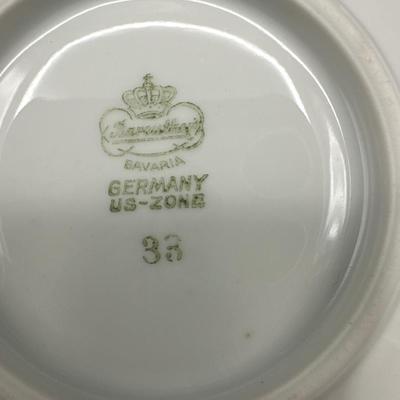 Bareuther
BAVARIA
GERMANY
US-ZONE
33